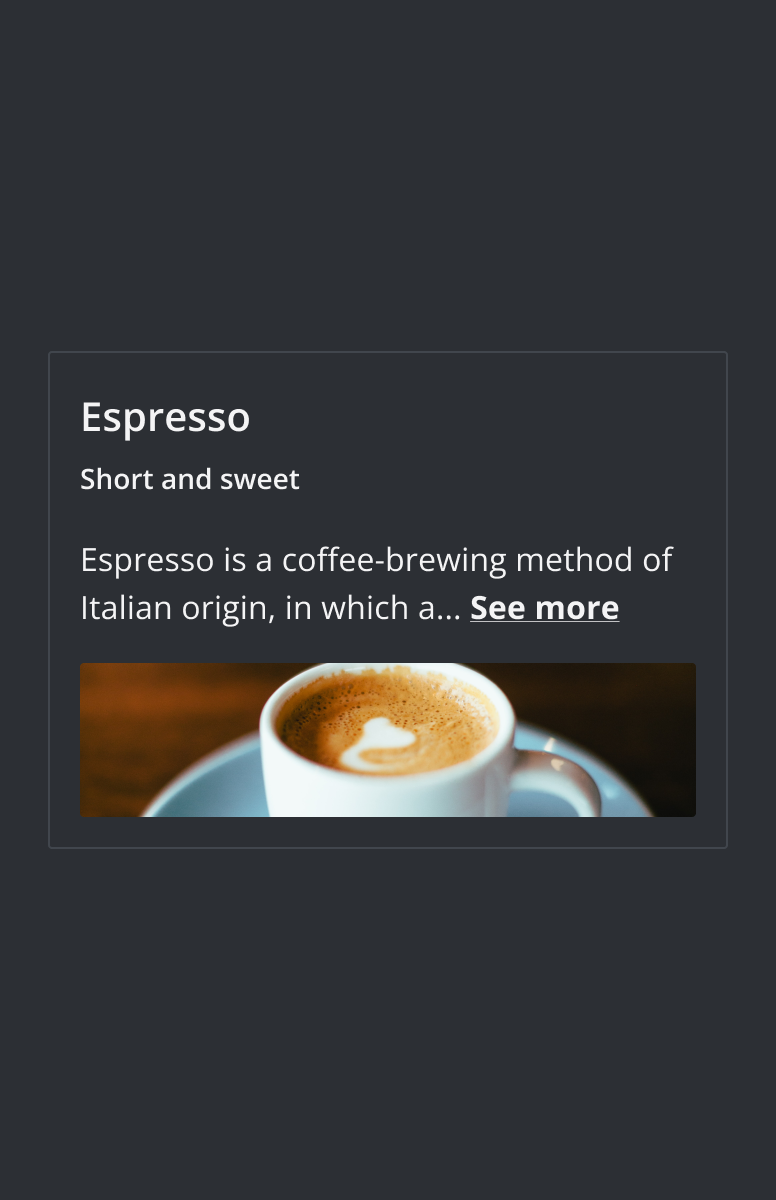 Espresso
Short and sweet
Espresso is a coffee-brewing method of
Italian origin, in which a... See more